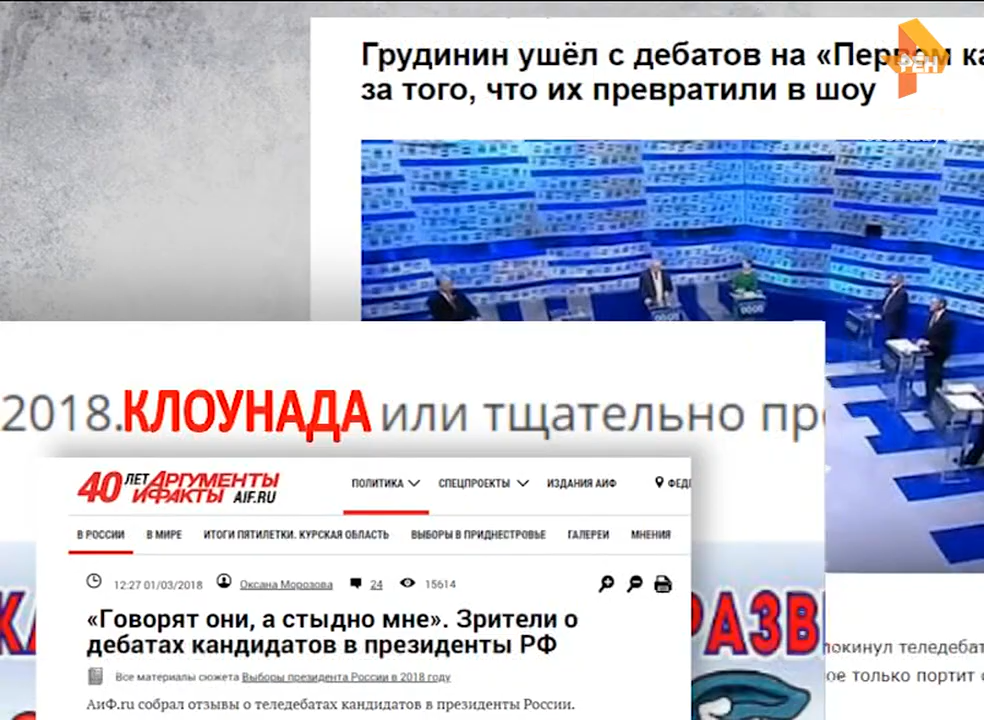 Грудинин ушёл с дебатов на «Первом
за того, что их превратили в шоу
РЕН
2018.КЛОУНАДА или тщательно
40 ЛЕТ АРГУМЕНТЫ И ФАКТЫ AIF.RU
ПОЛИТИКА СПЕЦПРОЕКТЫ ИЗДАНИЯ АИФ
В РОССИИ В МИРЕ ИТОГИ ПЯТИЛЕТКИ. КУРСКАЯ ОБЛАСТЬ ВЫБОРЫ В ПРИДНЕСТРОВЬЕ ГАЛЕРЕИ МНЕНИЯ
12:27 01/03/2018 Оксана Морозова 24 15614
«Говорят они, а стыдно мне». Зрители о
дебатах кандидатов в президенты РФ
Все материалы сюжета Выборы президента России в 2018 году
АиФ.ru собрал отзывы о теледебатах кандидатов в президенты России.
РАЗВ
покинул теледебат
ое только портит